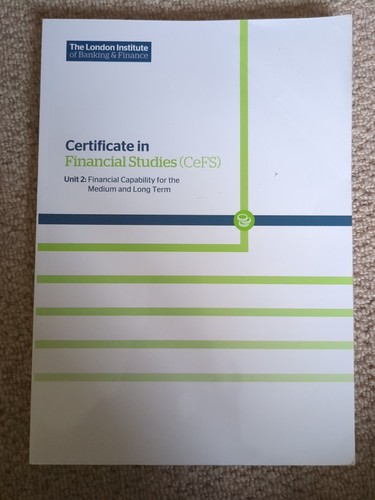 The London Institute
of Banking & Finance
Certificate in
Financial Studies (CeFS)
Unit 2: Financial Capability for the
Medium and Long Term